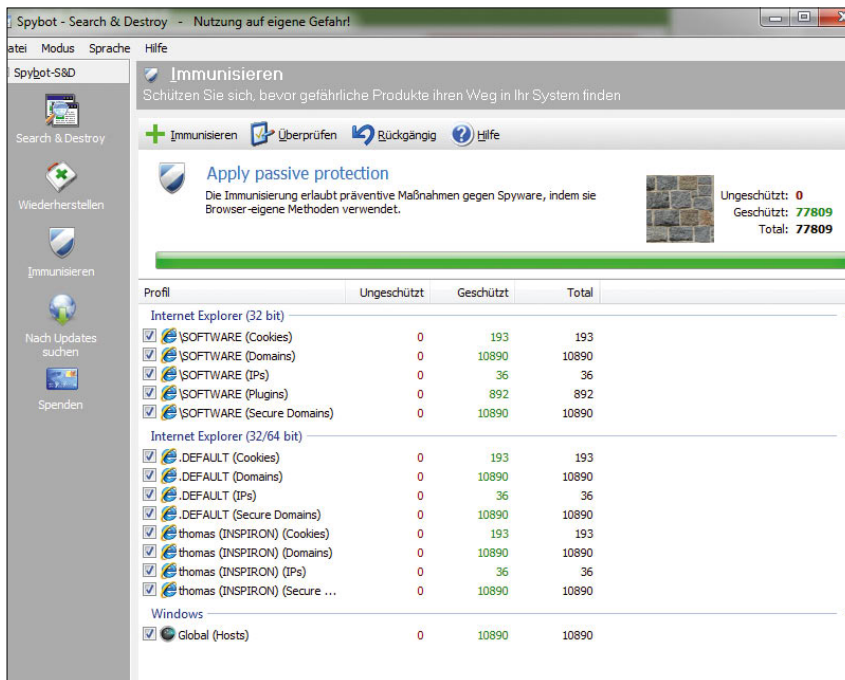 Spybot - Search & Destroy - Nutzung auf eigene Gefahr!
atei Modus Sprache Hilfe
Spybot-S&D
Search & Destroy
Wiederherstellen
Immunisieren
Nach Updates
suchen
Spenden
Immunisieren
Schützen Sie sich, bevor gefährliche Produkte ihren Weg in Ihr System finden
Immunisieren Überprüfen Rückgängig Hilfe
Apply passive protection
Die Immunisierung erlaubt präventive Maßnahmen gegen Spyware, indem sie
Browser-eigene Methoden verwendet.
Ungeschützt: 0
Geschützt: 77809
Total: 77809
Profil Ungeschützt Geschützt Total
Internet Explorer (32 bit)
\SOFTWARE (Cookies) 0 193 193
\SOFTWARE (Domains) 0 10890 10890
\SOFTWARE (IPs) 0 36 36
\SOFTWARE (Plugins) 0 892 892
\SOFTWARE (Secure Domains) 0 10890 10890
Internet Explorer (32/64 bit)
.DEFAULT (Cookies) 0 193 193
.DEFAULT (Domains) 0 10890 10890
.DEFAULT (IPs) 0 36 36
.DEFAULT (Secure Domains) 0 10890 10890
thomas (INSPIRON) (Cookies) 0 193 193
thomas (INSPIRON) (Domains) 0 10890 10890
thomas (INSPIRON) (IPs) 0 36 36
thomas (INSPIRON) (Secure ... 0 10890 10890
Windows
Global (Hosts) 0 10890 10890